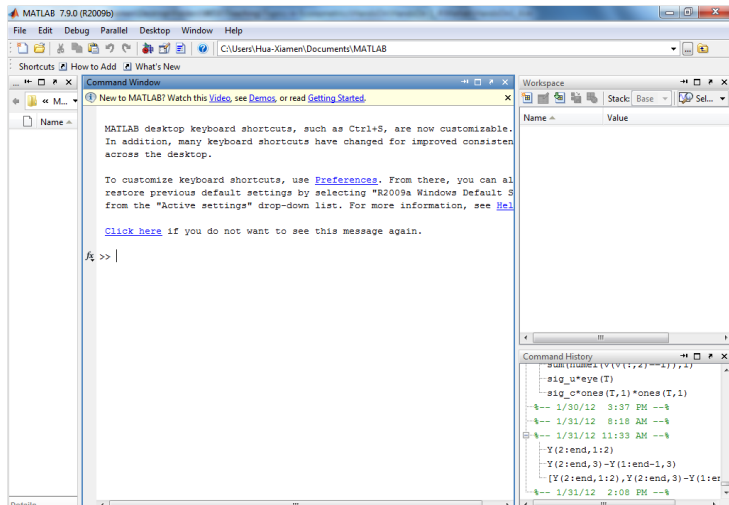 MATLAB 7.9.0 (R2009b)
File Edit Debug Parallel Desktop Window Help
C:\Users\Hua-Xiamen\Documents\MATLAB
Shortcuts How to Add What's New
« M...
Name
Command Window
New to MATLAB? Watch this Video, see Demos, or read Getting Started.
MATLAB desktop keyboard shortcuts, such as Ctrl+S, are now customizable.
In addition, many keyboard shortcuts have changed for improved consisten
across the desktop.
To customize keyboard shortcuts, use Preferences. From there, you can al
restore previous default settings by selecting "R2009a Windows Default S
from the "Active settings" drop-down list. For more information, see Hel
Click here if you do not want to see this message again.
fx >>
Workspace
Stack: Base Sel...
Name Value
Command History
sum(numel(V(V(:,2)==1)),1)
sig_u*eye(T)
sig_c*ones(T,1)*ones(T,1)
%-- 1/30/12 3:37 PM --%
%-- 1/31/12 8:18 AM --%
%-- 1/31/12 11:33 AM --%
Y(2:end,1:2)
Y(2:end,3)-Y(1:end-1,3)
[Y(2:end,1:2),Y(2:end,3)-Y(1:en
%-- 1/31/12 2:08 PM --%
Details